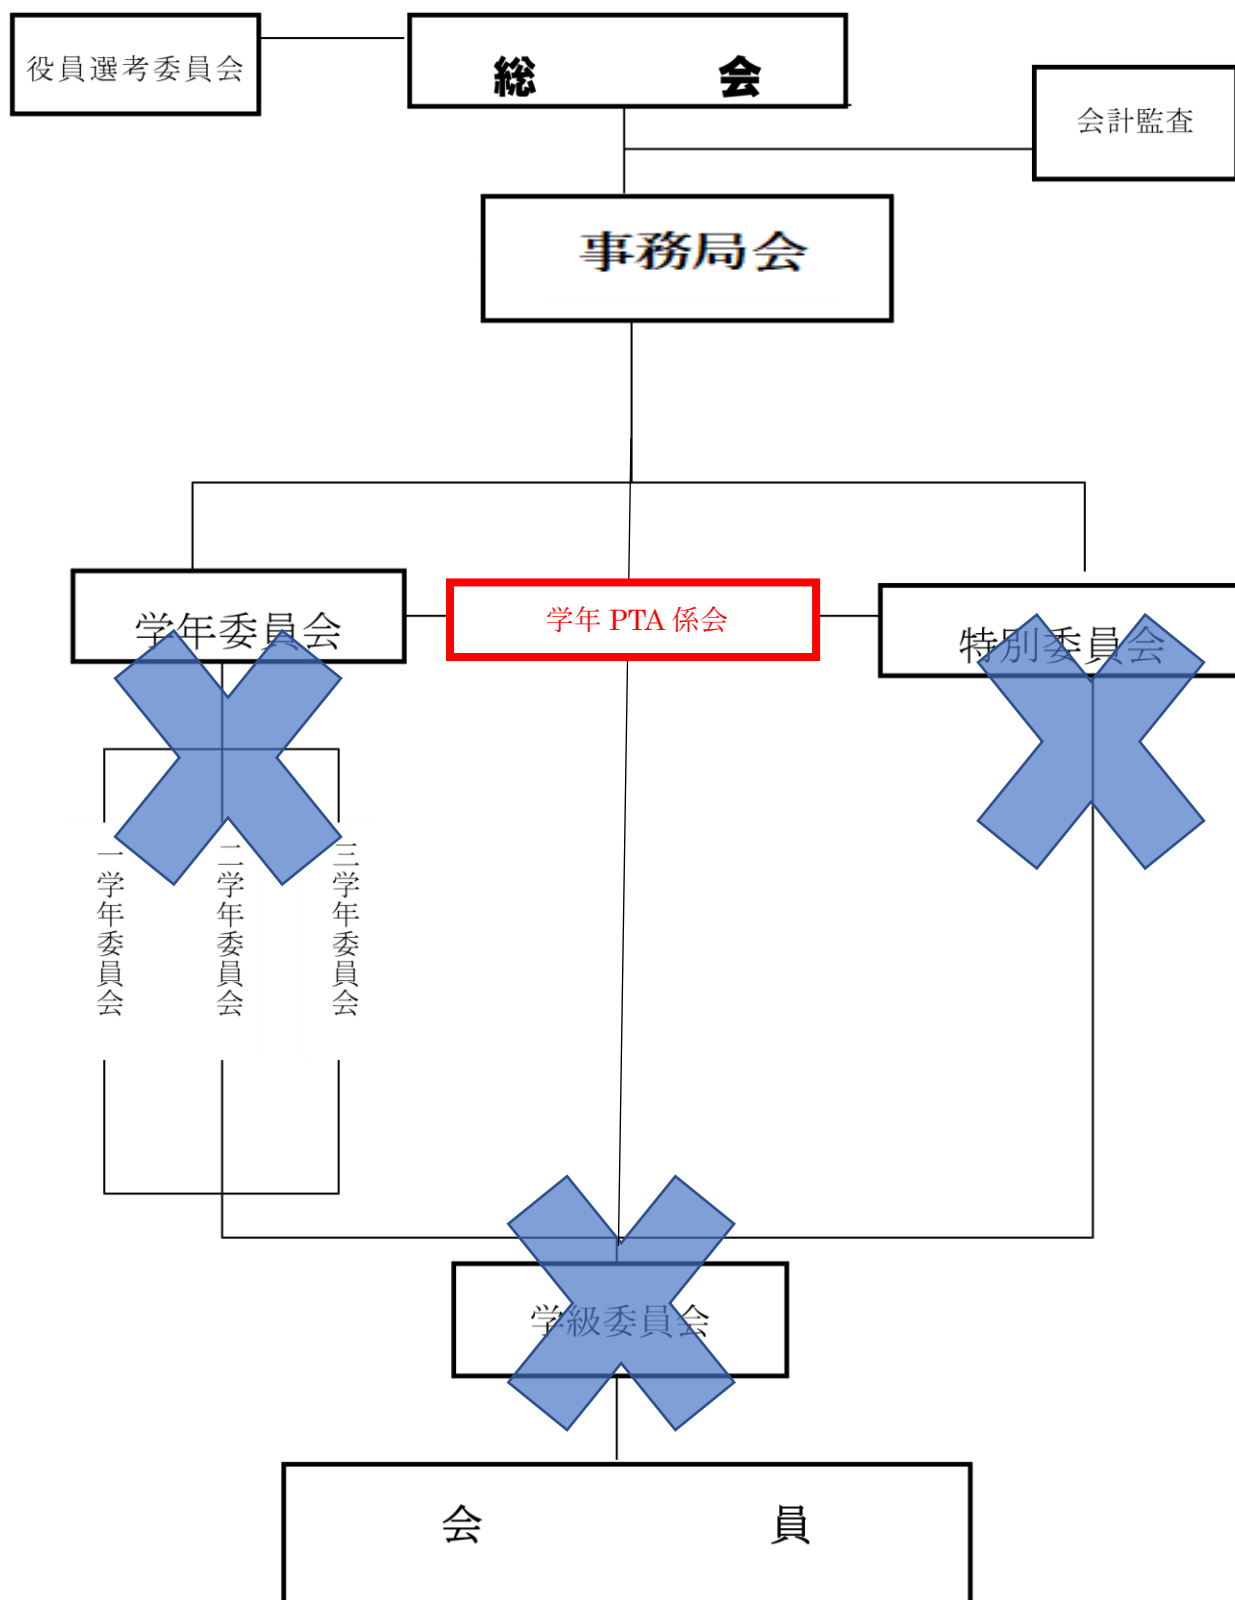 役員選考委員会
総 会
会計監査
事務局会
学年委員会
学年 PTA 係会
特別委員会
一学年委員会
二学年委員会
三学年委員会
学級委員会
会 員